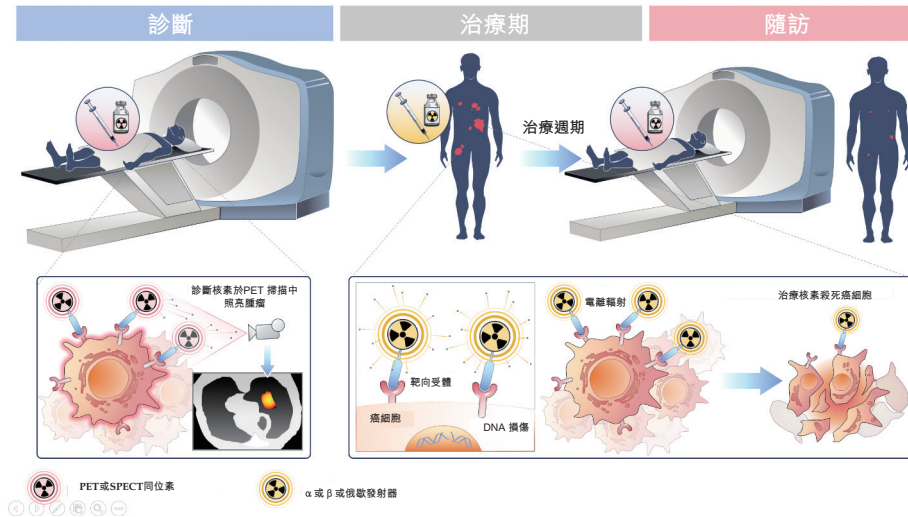 診斷
治療期
隨訪
治療週期
診斷核素於PET 掃描中
照亮腫瘤
靶向受體
癌細胞
DNA 損傷
電離輻射
治療核素殺死癌細胞
PET或SPECT同位素
α 或 β 或俄歇發射器